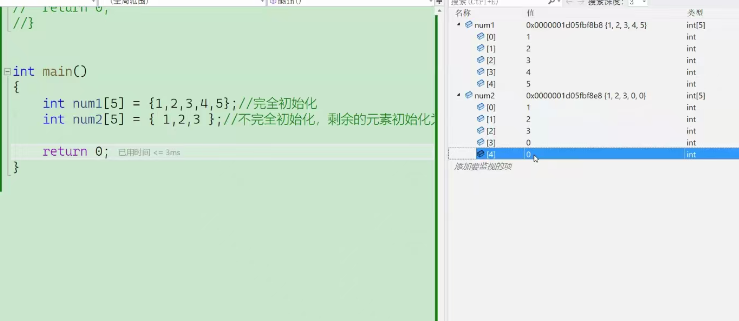 //  return 0;
//}
int main()
{
int num1[5] = {1,2,3,4,5};//完全初始化
int num2[5] = { 1,2,3 };//不完全初始化，剩余的元素初始化为
return 0; 已用时间 <= 3ms
}
搜索深度: 3
名称 值 类型
num1 0x0000001d05fbf8b8 {1, 2, 3, 4, 5} int[5]
[0] 1 int
[1] 2 int
[2] 3 int
[3] 4 int
[4] 5 int
num2 0x0000001d05fbf8e8 {1, 2, 3, 0, 0} int[5]
[0] 1 int
[1] 2 int
[2] 3 int
[3] 0 int
[4] 0 int
添加要监视的项